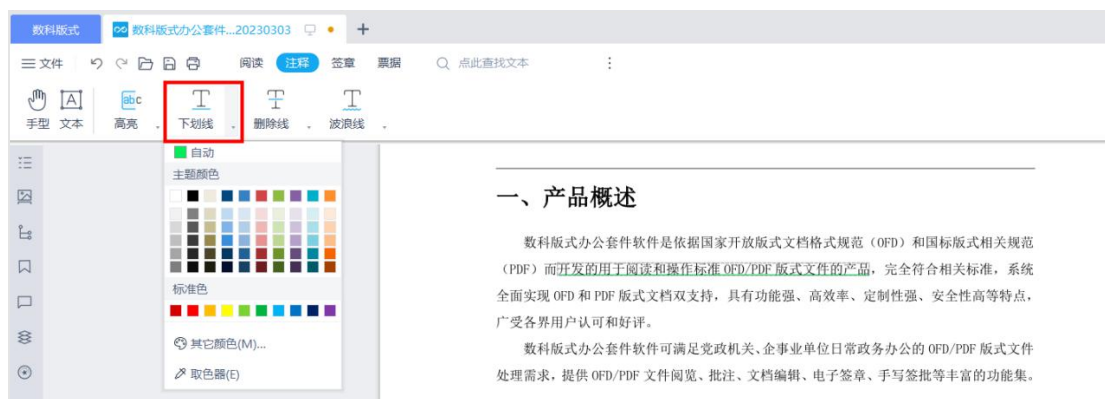 数科版式 数科版式办公套件...20230303
文件 阅读 注释 签章 票据 点此查找文本
手型 文本 高亮 下划线 删除线 波浪线
自动
主题颜色
标准色
其它颜色(M)...
取色器(E)
一、产品概述
数科版式办公套件软件是依据国家开放版式文档格式规范（OFD）和国标版式相关规范
（PDF）而开发的用于阅读和操作标准 OFD/PDF 版式文件的产品，完全符合相关标准，系统
全面实现 OFD 和 PDF 版式文档双支持，具有功能强、高效率、定制性强、安全性高等特点，
广受各界用户认可和好评。
数科版式办公套件软件可满足党政机关、企事业单位日常政务办公的 OFD/PDF 版式文件
处理需求，提供 OFD/PDF 文件阅览、批注、文档编辑、电子签章、手写签批等丰富的功能集。